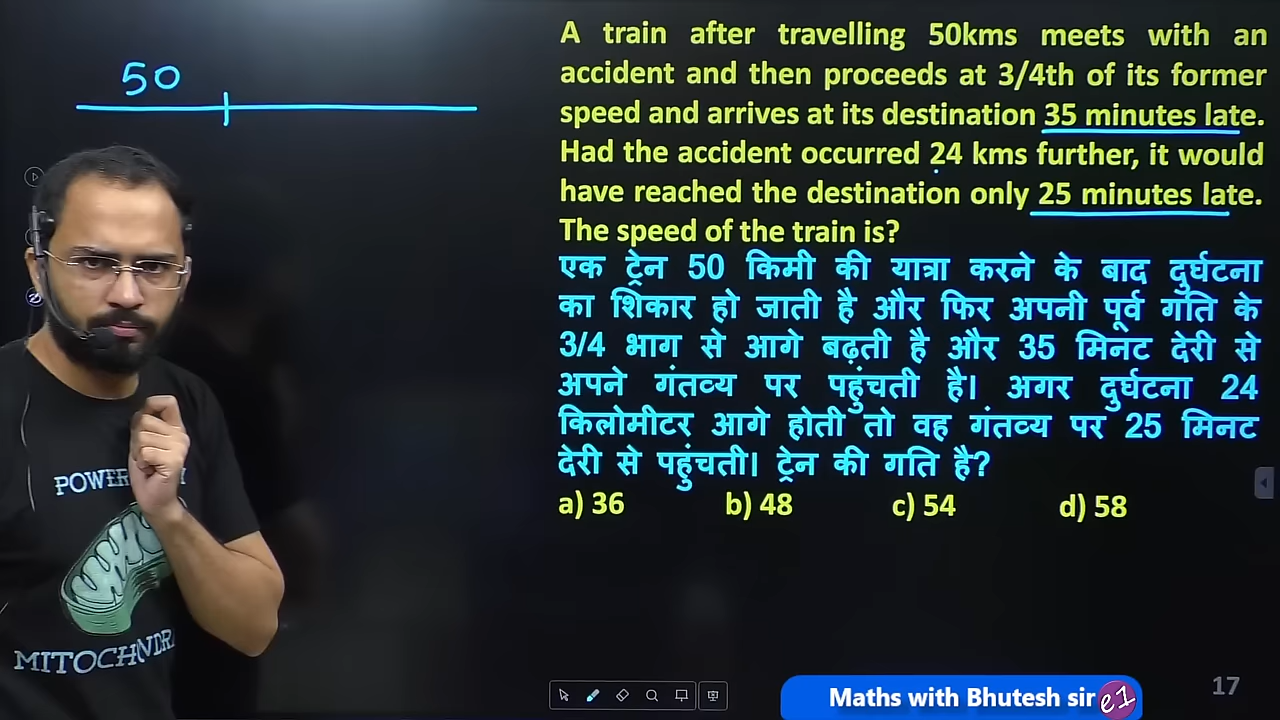 50
A train after travelling 50kms meets with an
accident and then proceeds at 3/4th of its former
speed and arrives at its destination 35 minutes late.
Had the accident occurred 24 kms further, it would
have reached the destination only 25 minutes late.
The speed of the train is?
एक ट्रेन 50 किमी की यात्रा करने के बाद दुर्घटना
का शिकार हो जाती है और फिर अपनी पूर्व गति के
3/4 भाग से आगे बढ़ती है और 35 मिनट देरी से
अपने गंतव्य पर पहुंचती है। अगर दुर्घटना 24
किलोमीटर आगे होती तो वह गंतव्य पर 25 मिनट
देरी से पहुंचती। ट्रेन की गति है?
a) 36 b) 48 c) 54 d) 58
MITOCHONDRIA
Maths with Bhutesh sir e1
17